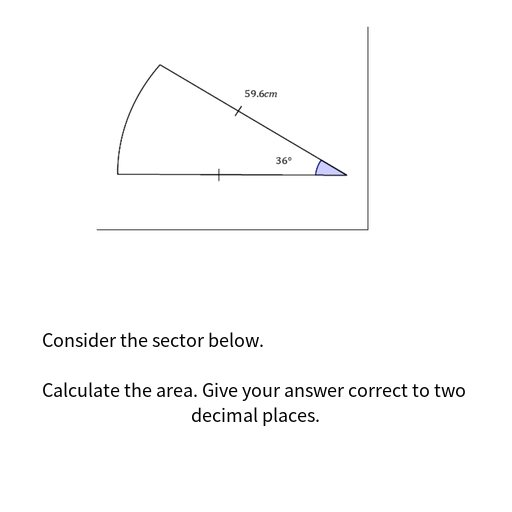 59.6cm
36°
Consider the sector below.
Calculate the area. Give your answer correct to two
decimal places.